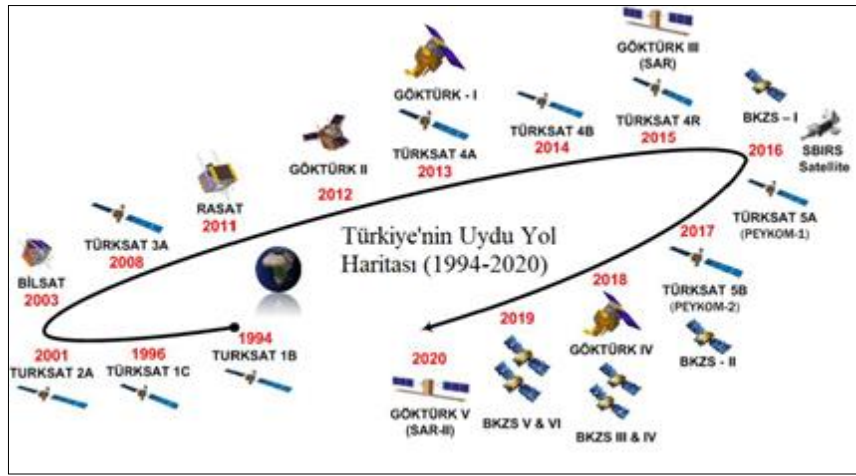 Türkiye'nin Uydu Yol
Haritası (1994-2020)
1994
TURKSAT 1B
1996
TÜRKSAT 1C
2001
TURKSAT 2A
BİLSAT
2003
TÜRKSAT 3A
2008
RASAT
2011
GÖKTÜRK II
2012
GÖKTÜRK - I
TÜRKSAT 4A
2013
TÜRKSAT 4B
2014
GÖKTÜRK III
(SAR)
TÜRKSAT 4R
2015
BKZS – I
2016
SBIRS
Satellite
TÜRKSAT 5A
(PEYKOM-1)
2017
TÜRKSAT 5B
(PEYKOM-2)
BKZS - II
2018
GÖKTÜRK IV
BKZS III & IV
2019
BKZS V & VI
2020
GÖKTÜRK V
(SAR-II)